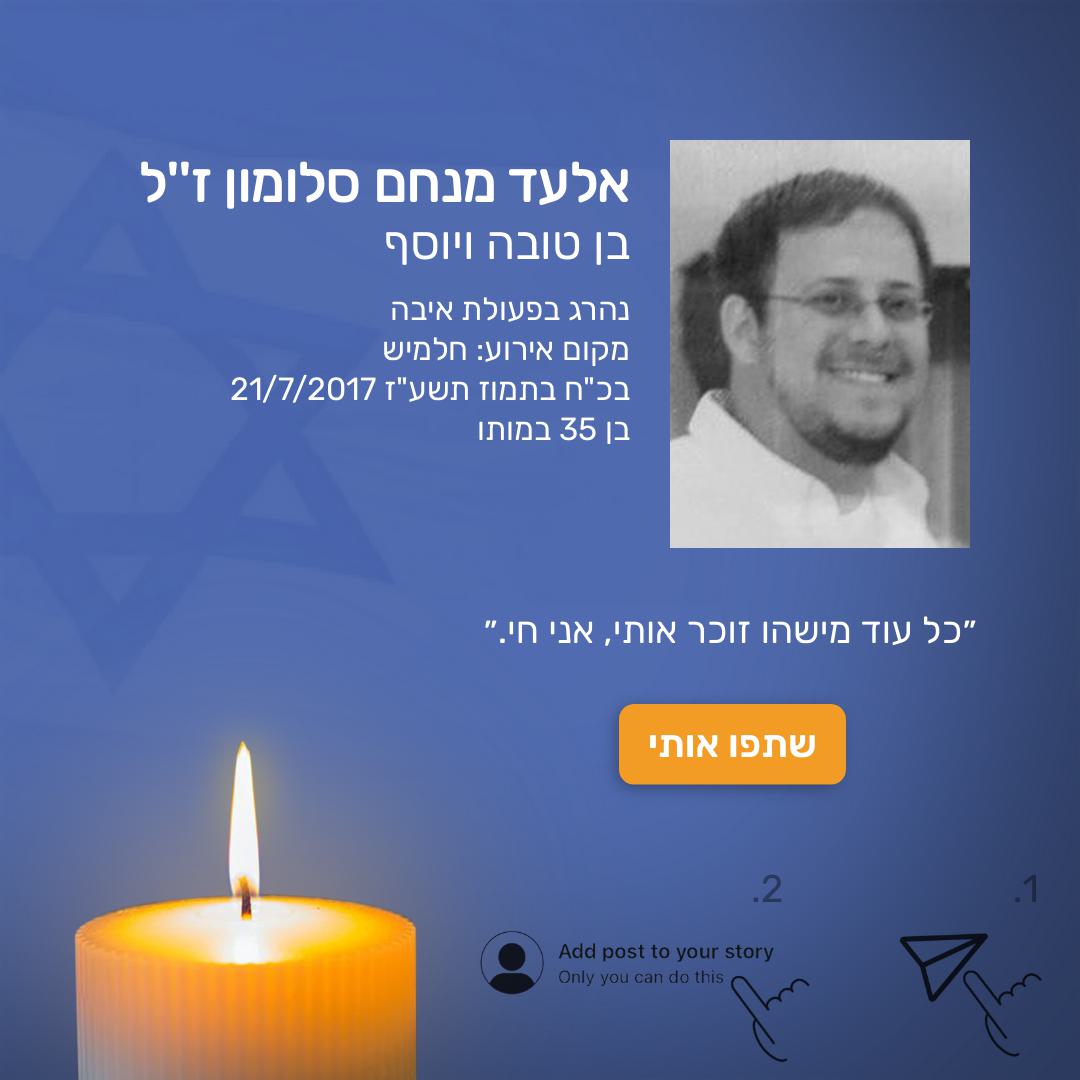 אלעד מנחם סלומון ז"ל
בן טובה ויוסף
נהרג בפעולת איבה
מקום אירוע: חלמיש
בכ"ח בתמוז תשע"ז 21/7/2017
בן 35 במותו
״כל עוד מישהו זוכר אותי, אני חי.״
שתפו אותי
1.
2.
Add post to your story
Only you can do this